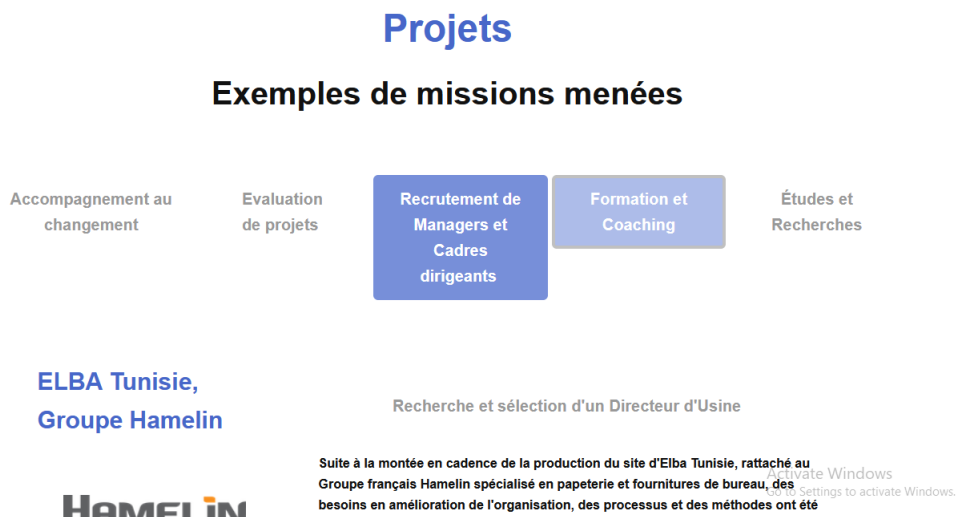 Projets
Exemples de missions menées
Accompagnement au
changement
Evaluation
de projets
Recrutement de
Managers et
Cadres
dirigeants
Formation et
Coaching
Études et
Recherches
ELBA Tunisie,
Groupe Hamelin
HAMELIN
Recherche et sélection d'un Directeur d'Usine
Suite à la montée en cadence de la production du site d'Elba Tunisie, rattaché au
Groupe français Hamelin spécialisé en papeterie et fournitures de bureau, des
besoins en amélioration de l'organisation, des processus et des méthodes ont été
Activate Windows
Go to Settings to activate Windows.